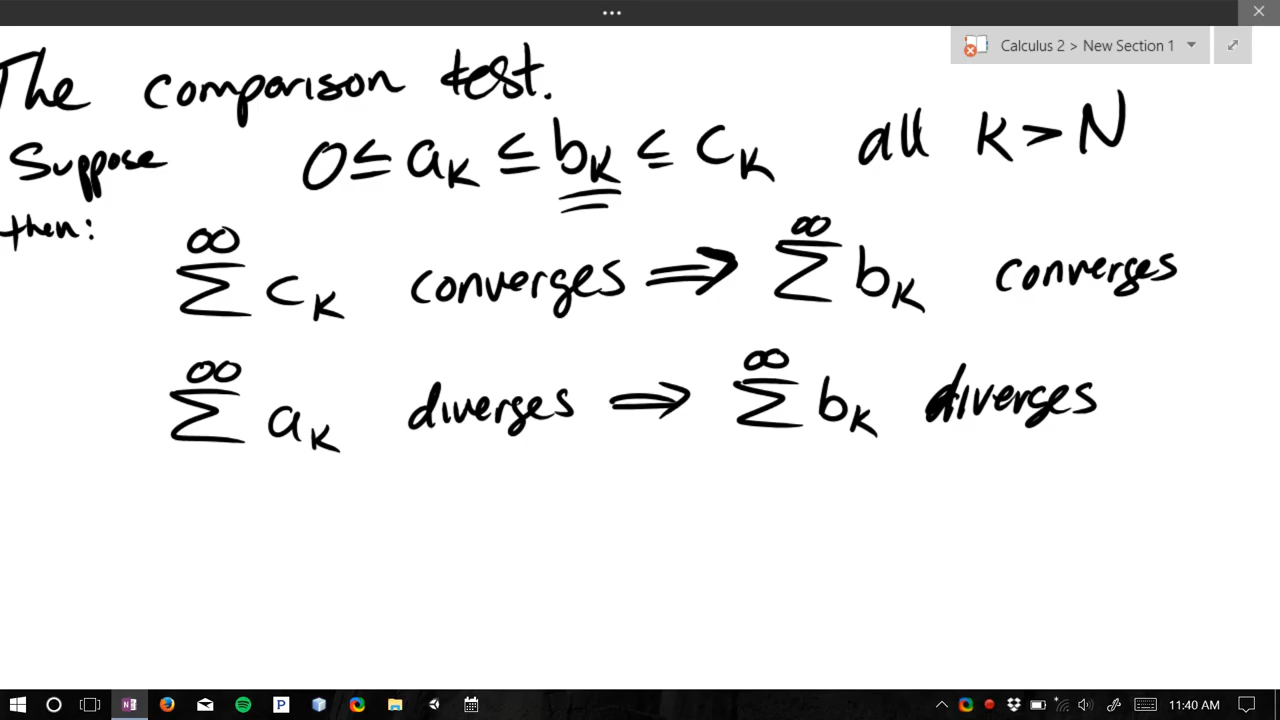 Calculus 2 > New Section 1
The comparison test.
Suppose 0 ≤ a_K ≤ b_K ≤ c_K all K > N
then:
∞
∑ c_K converges ⟹ ∑^∞ b_K converges
∑^∞ a_K diverges ⟹ ∑^∞ b_K diverges
11:40 AM